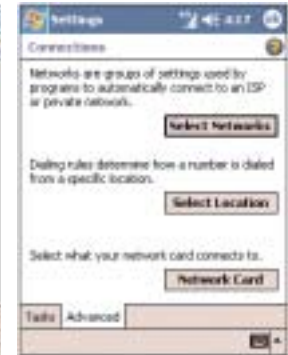 Settings 4:17 ok
Connections
Networks are groups of settings used by
programs to automatically connect to an ISP
or private network.
Select Networks
Dialing rules determine how a number is dialed
from a specific location.
Select Location
Select what your network card connects to.
Network Card
Tasks Advanced